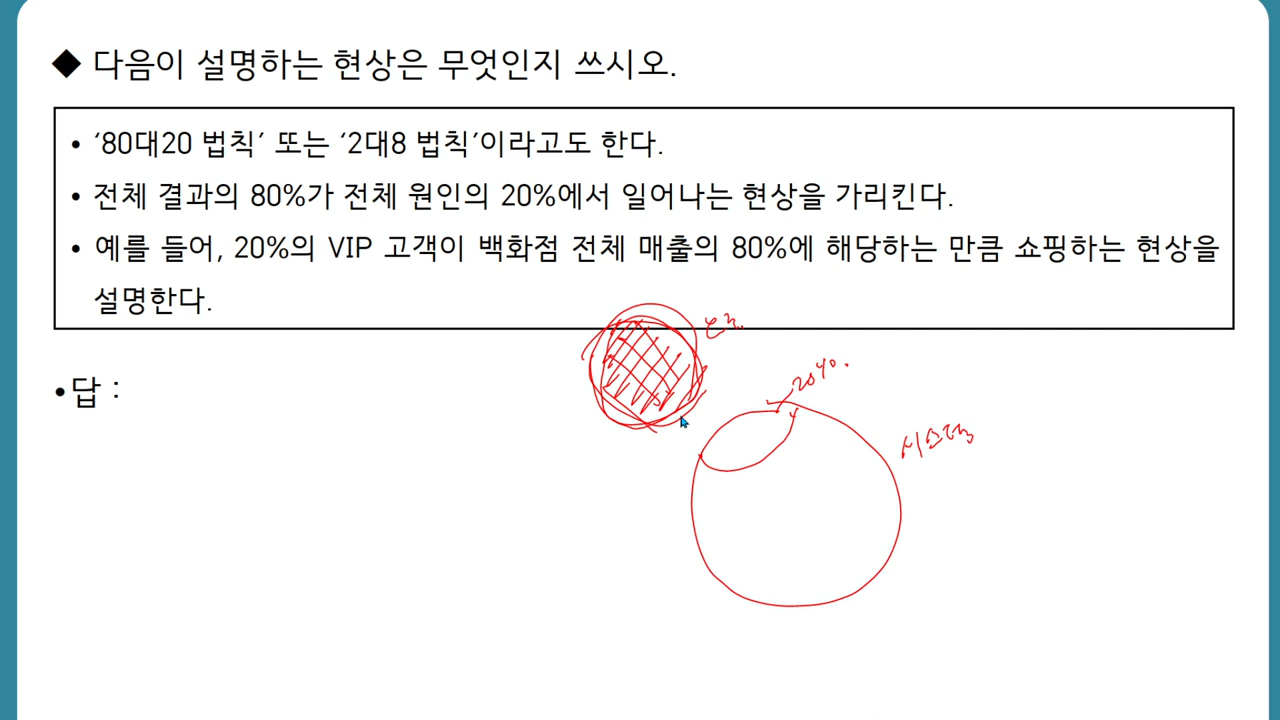 ◆ 다음이 설명하는 현상은 무엇인지 쓰시오.
• ‘80대20 법칙’ 또는 ‘2대8 법칙’이라고도 한다.
• 전체 결과의 80%가 전체 원인의 20%에서 일어나는 현상을 가리킨다.
• 예를 들어, 20%의 VIP 고객이 백화점 전체 매출의 80%에 해당하는 만큼 쇼핑하는 현상을
설명한다.
20%.
•답 :